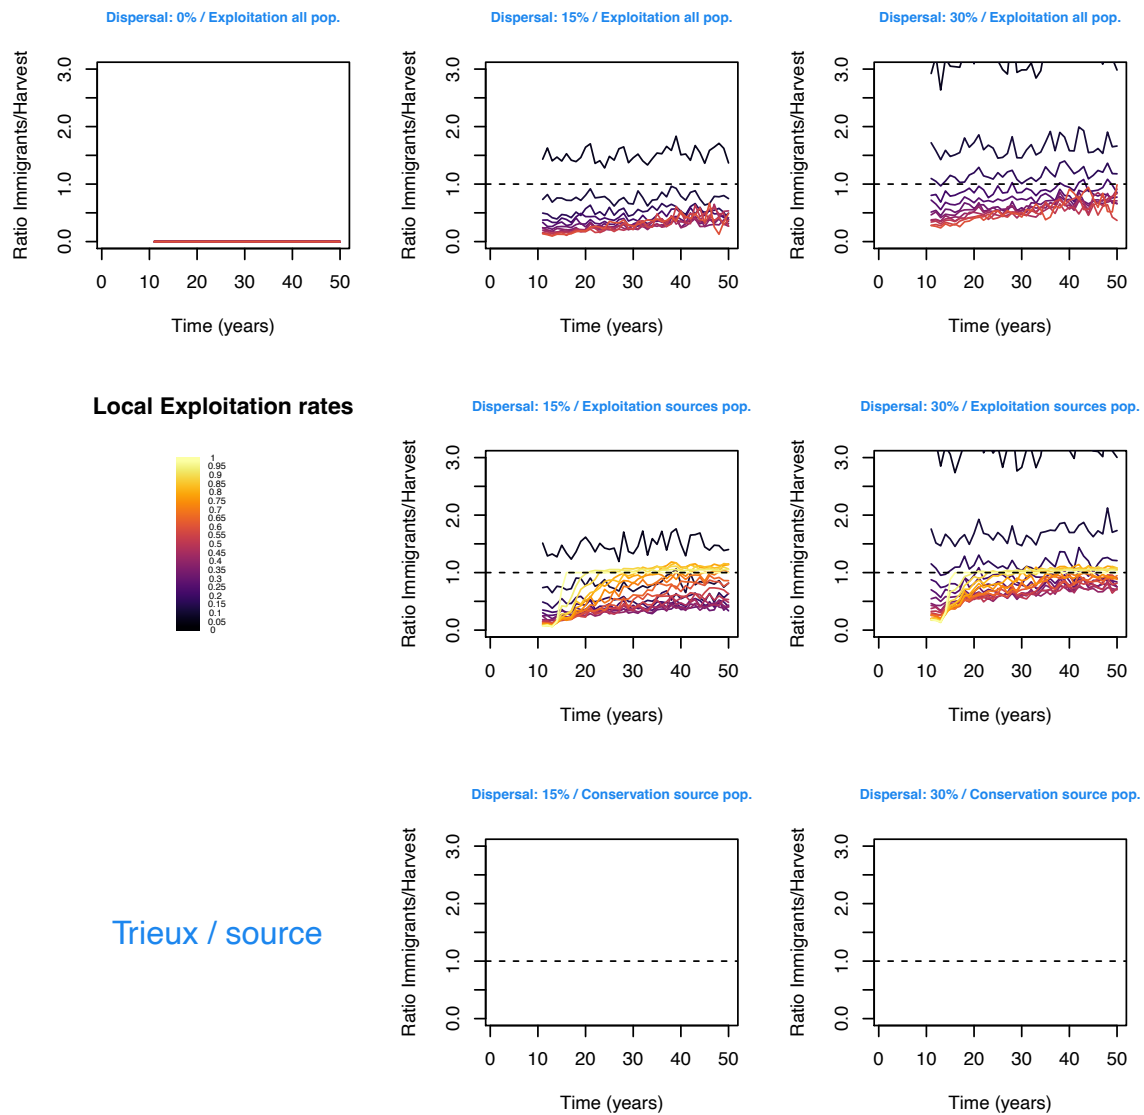 Dispersal: 0% / Exploitation all pop.
Ratio Immigrants/Harvest
3.0
2.0
1.0
0.0
0 10 20 30 40 50
Time (years)
Dispersal: 15% / Exploitation all pop.
Ratio Immigrants/Harvest
3.0
2.0
1.0
0.0
0 10 20 30 40 50
Time (years)
Dispersal: 30% / Exploitation all pop.
Ratio Immigrants/Harvest
3.0
2.0
1.0
0.0
0 10 20 30 40 50
Time (years)
Local Exploitation rates
1
0.95
0.9
0.85
0.8
0.75
0.7
0.65
0.6
0.55
0.5
0.45
0.4
0.35
0.3
0.25
0.2
0.15
0.1
0.05
0
Dispersal: 15% / Exploitation sources pop.
Ratio Immigrants/Harvest
3.0
2.0
1.0
0.0
0 10 20 30 40 50
Time (years)
Dispersal: 30% / Exploitation sources pop.
Ratio Immigrants/Harvest
3.0
2.0
1.0
0.0
0 10 20 30 40 50
Time (years)
Trieux / source
Dispersal: 15% / Conservation source pop.
Ratio Immigrants/Harvest
3.0
2.0
1.0
0.0
0 10 20 30 40 50
Time (years)
Dispersal: 30% / Conservation source pop.
Ratio Immigrants/Harvest
3.0
2.0
1.0
0.0
0 10 20 30 40 50
Time (years)